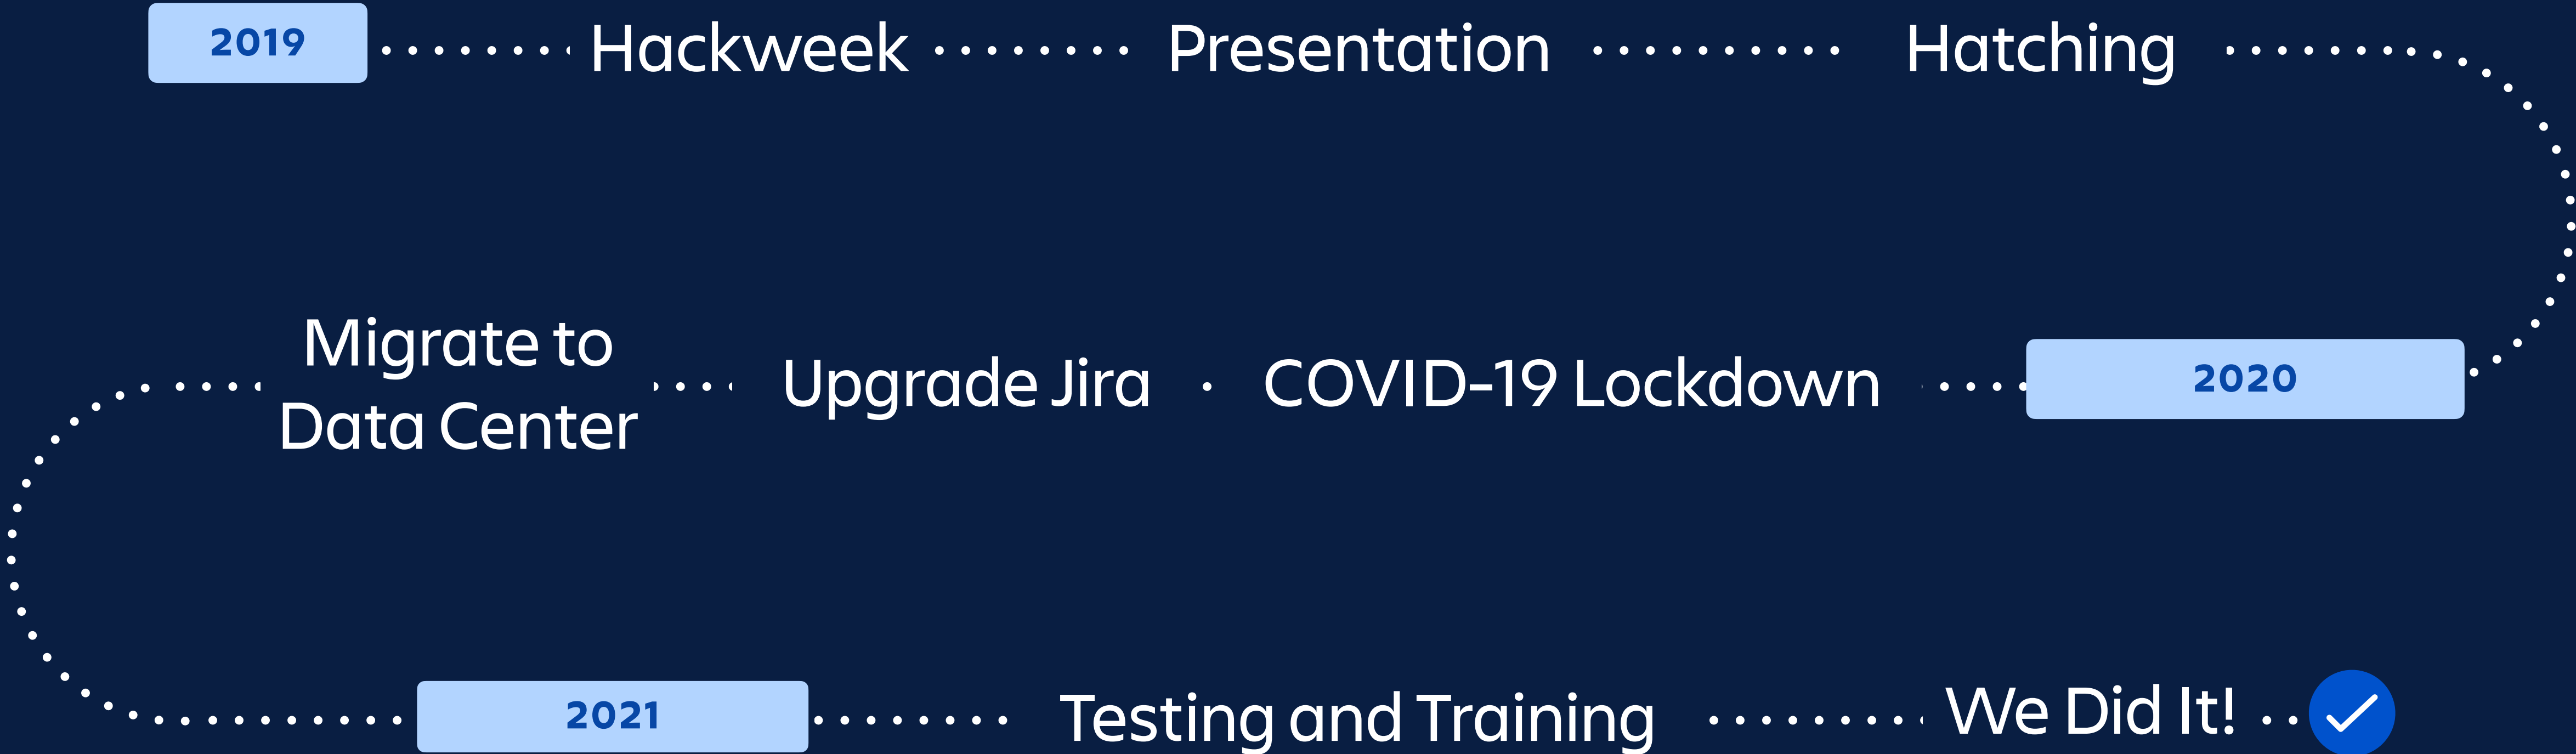 2019
Hackweek
Presentation
Hatching
2020
COVID-19 Lockdown
Upgrade Jira
Migrate to
Data Center
2021
Testing and Training
We Did It!